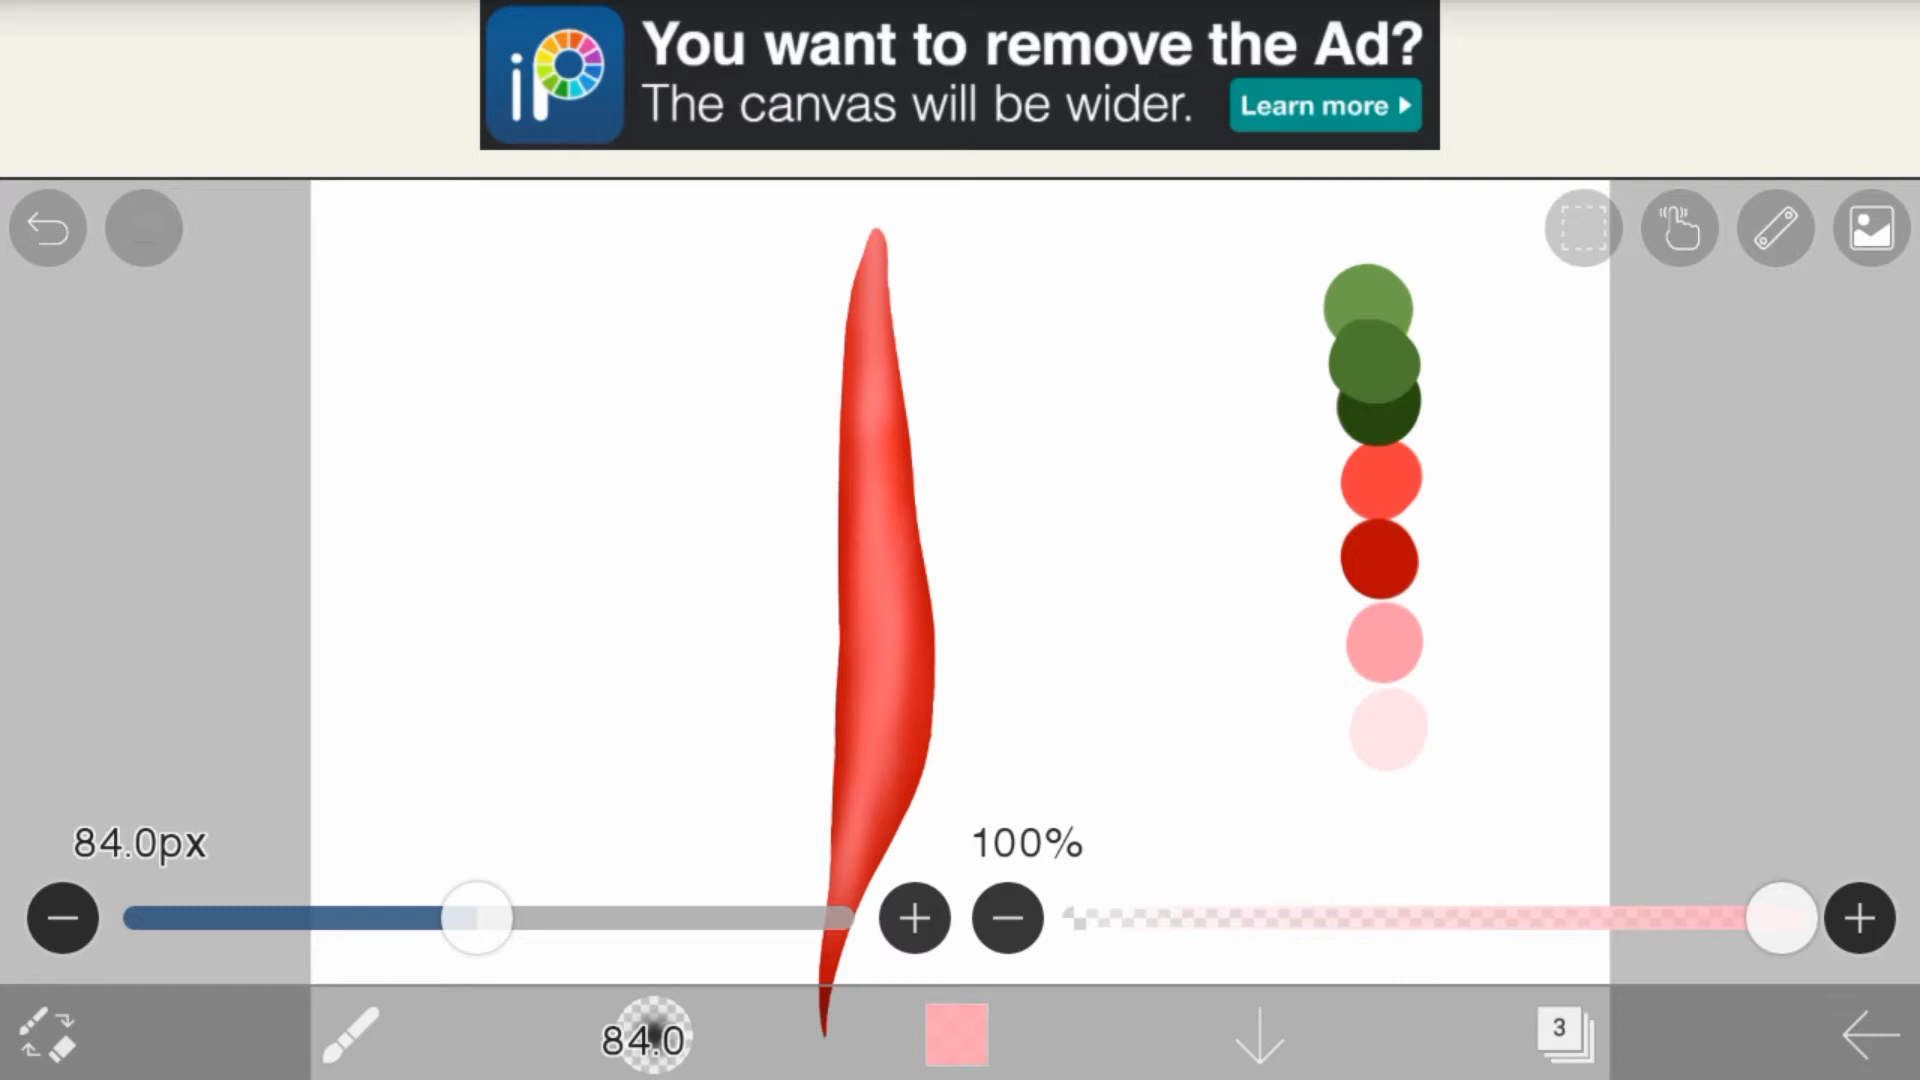 iP
You want to remove the Ad?
The canvas will be wider.
Learn more
84.0px
100%
84.0
3